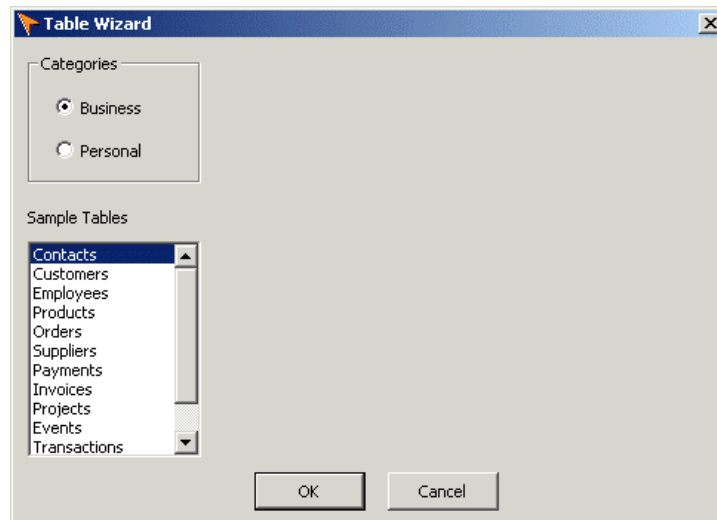 Table Wizard
Categories
Business
Personal
Sample Tables
Contacts
Customers
Employees
Products
Orders
Suppliers
Payments
Invoices
Projects
Events
Transactions
OK Cancel